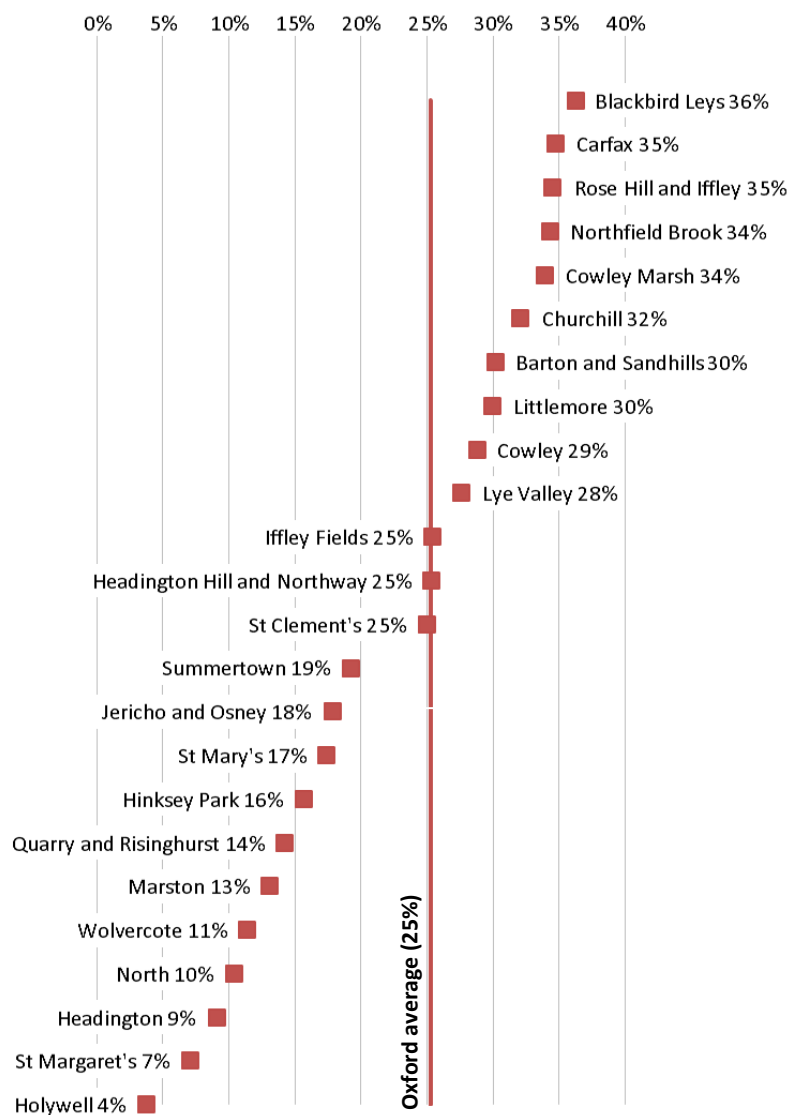 0% 5% 10% 15% 20% 25% 30% 35% 40%
Blackbird Leys 36%
Carfax 35%
Rose Hill and Iffley 35%
Northfield Brook 34%
Cowley Marsh 34%
Churchill 32%
Barton and Sandhills 30%
Littlemore 30%
Cowley 29%
Lye Valley 28%
Iffley Fields 25%
Headington Hill and Northway 25%
St Clement's 25%
Summertown 19%
Jericho and Osney 18%
St Mary's 17%
Hinksey Park 16%
Quarry and Risinghurst 14%
Marston 13%
Wolvercote 11%
North 10%
Headington 9%
St Margaret's 7%
Holywell 4%
Oxford average (25%)